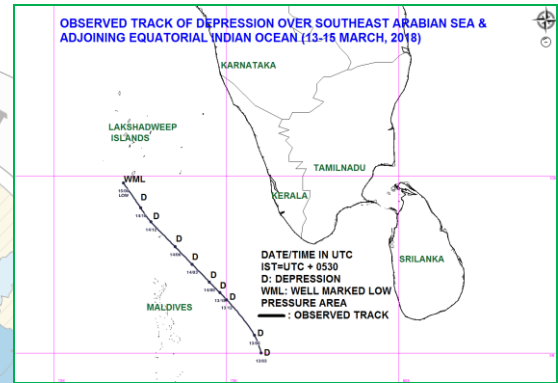 OBSERVED TRACK OF DEPRESSION OVER SOUTHEAST ARABIAN SEA &
ADJOINING EQUATORIAL INDIAN OCEAN (13-15 MARCH, 2018)
KARNATAKA
LAKSHADWEEP
ISLANDS
TAMILNADU
WML
LOW
KERALA
D
D
D
D
D
D
D
D
MALDIVES
SRILANKA
DATE/TIME IN UTC
IST=UTC + 0530
D: DEPRESSION
WML: WELL MARKED LOW
PRESSURE AREA
: OBSERVED TRACK